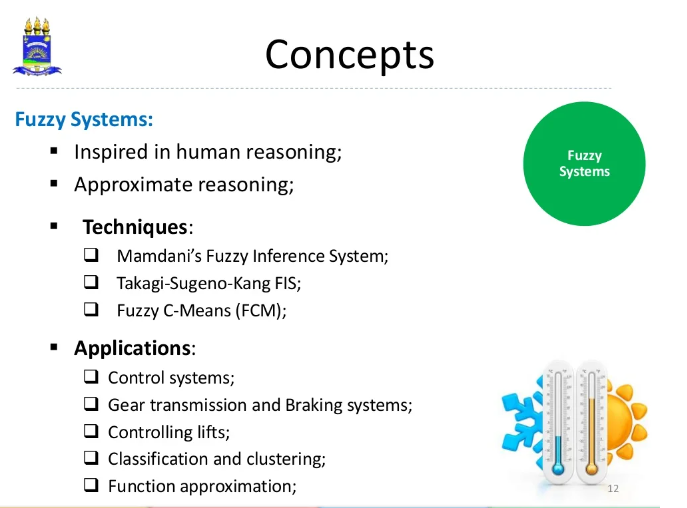 Concepts
Fuzzy Systems:
▪ Inspired in human reasoning;
▪ Approximate reasoning;
▪ Techniques:
❑ Mamdani’s Fuzzy Inference System;
❑ Takagi-Sugeno-Kang FIS;
❑ Fuzzy C-Means (FCM);
▪ Applications:
❑ Control systems;
❑ Gear transmission and Braking systems;
❑ Controlling lifts;
❑ Classification and clustering;
❑ Function approximation;
Fuzzy
Systems
12